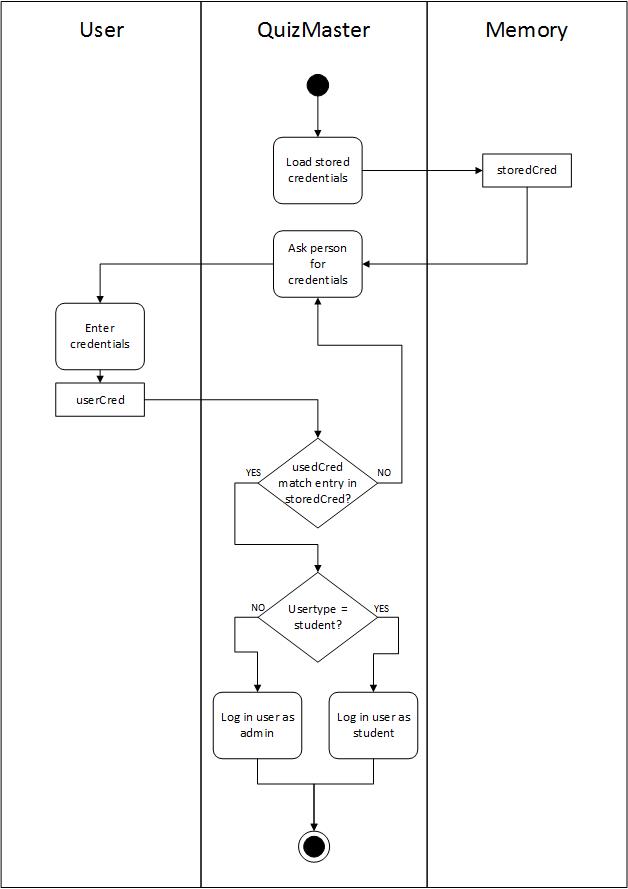 User
QuizMaster
Memory
Load stored
credentials
storedCred
Ask person
for
credentials
Enter
credentials
userCred
usedCred
match entry in
storedCred?
YES
NO
Usertype =
student?
NO
YES
Log in user as
admin
Log in user as
student